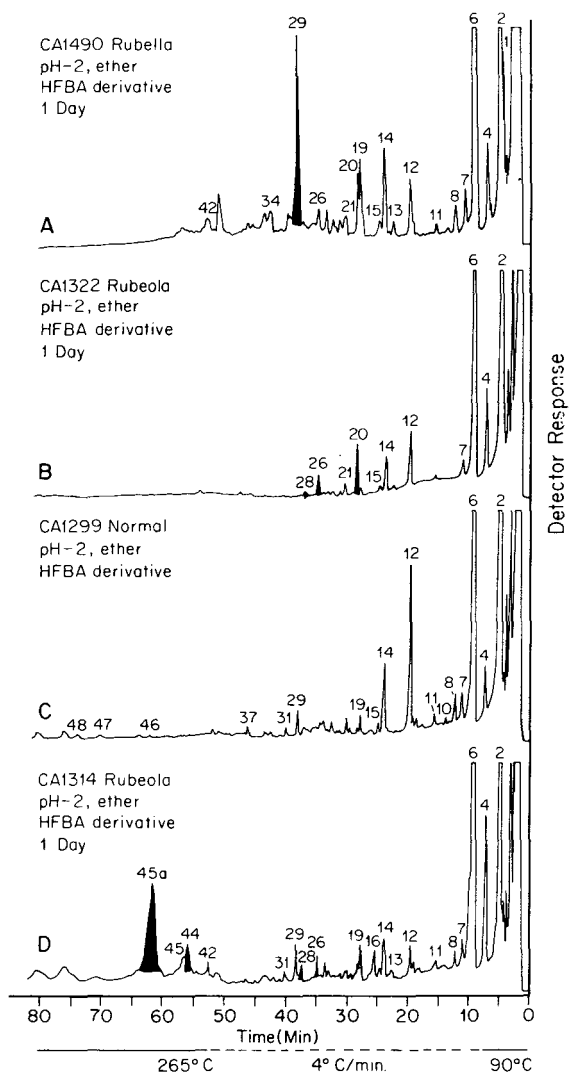 CA1490 Rubella
pH-2, ether
HFBA derivative
1 Day
A
29
6
2
1
14
19
20
12
4
7
8
26
34
42
21
15
13
11
CA1322 Rubeola
pH-2, ether
HFBA derivative
1 Day
B
6
2
4
12
20
14
7
26
28
21
15
CA1299 Normal
pH-2, ether
HFBA derivative
C
6
2
12
14
4
8
7
11
10
29
19
15
31
37
46
47
48
CA1314 Rubeola
pH-2, ether
HFBA derivative
1 Day
D
6
2
4
45a
44
45
42
29
31
28
26
19
16
14
13
12
11
8
7
Detector Response
80 70 60 50 40 30 20 10 0
Time(Min)
265°C 4°C/min. 90°C